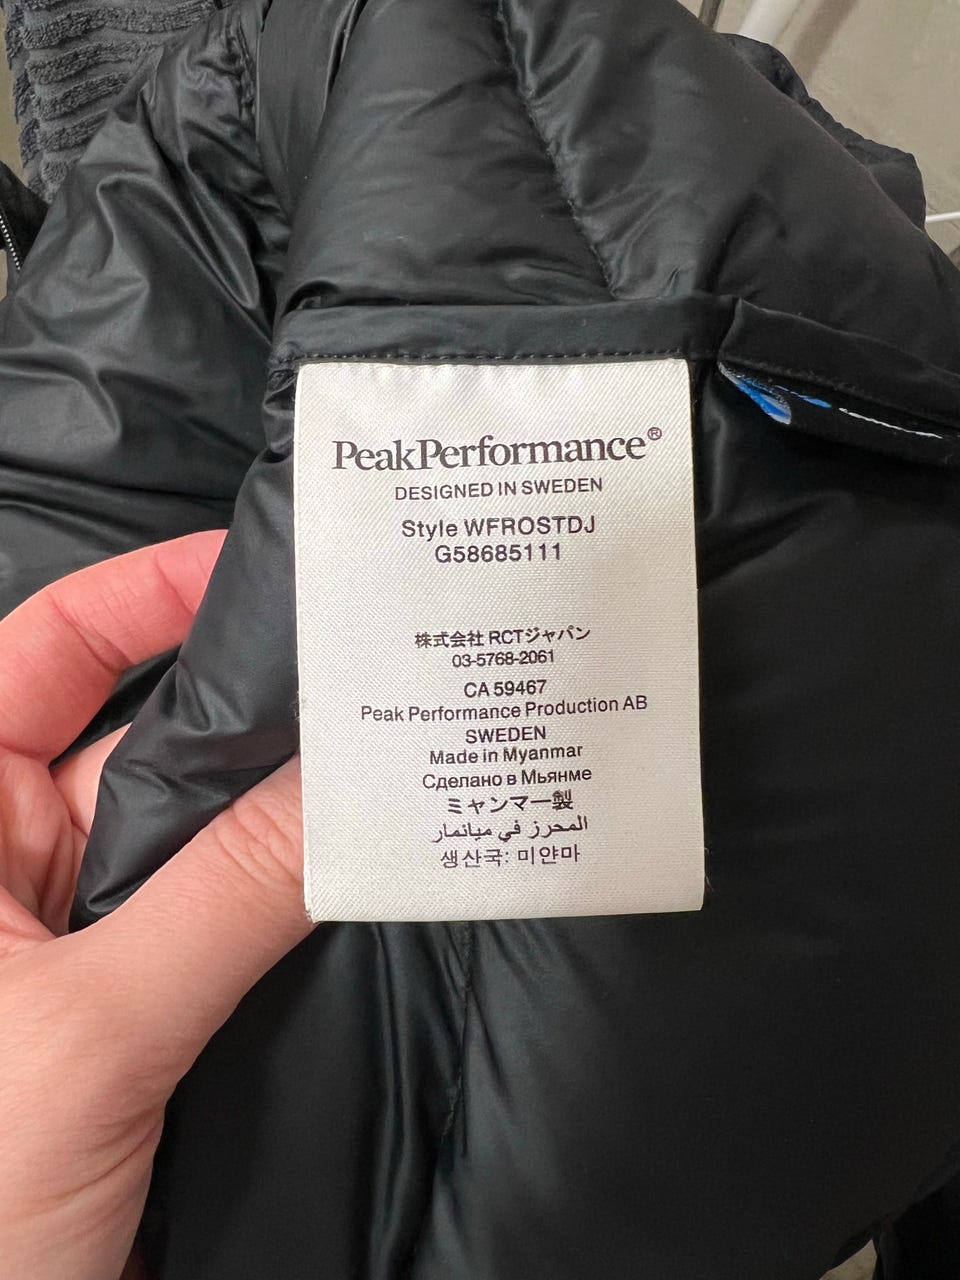 PeakPerformance®
DESIGNED IN SWEDEN
Style WFROSTDJ
G58685111
株式会社 RCTジャパン
03-5768-2061
CA 59467
Peak Performance Production AB
SWEDEN
Made in Myanmar
Сделано в Мьянме
ミャンマー製
المحرز في ميانمار
생산국: 미얀마